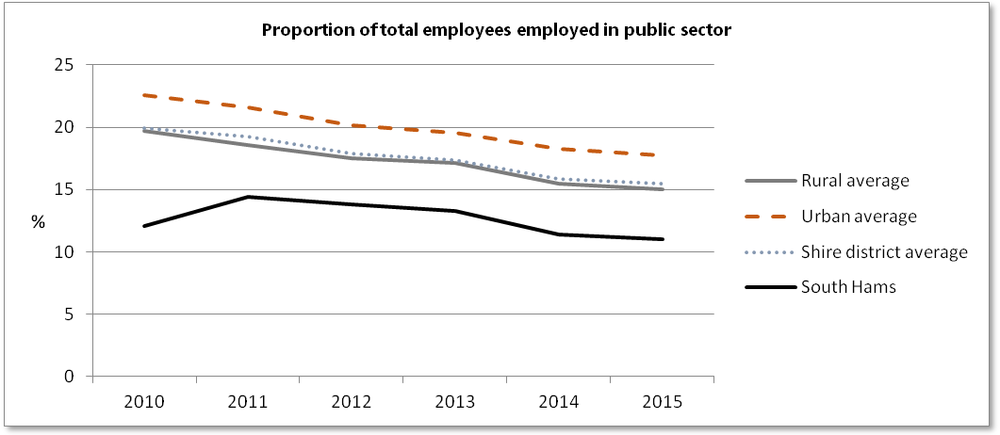 Proportion of total employees employed in public sector
25
20
15
%
10
5
0
2010 2011 2012 2013 2014 2015
Rural average
Urban average
Shire district average
South Hams